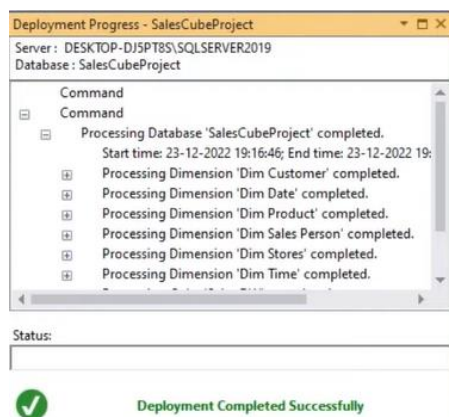 Deployment Progress - SalesCubeProject
Server : DESKTOP-DJ5PT8S\SQLSERVER2019
Database : SalesCubeProject
Command
Command
Processing Database 'SalesCubeProject' completed.
Start time: 23-12-2022 19:16:46; End time: 23-12-2022 19:
Processing Dimension 'Dim Customer' completed.
Processing Dimension 'Dim Date' completed.
Processing Dimension 'Dim Product' completed.
Processing Dimension 'Dim Sales Person' completed.
Processing Dimension 'Dim Stores' completed.
Processing Dimension 'Dim Time' completed.
Status:
Deployment Completed Successfully